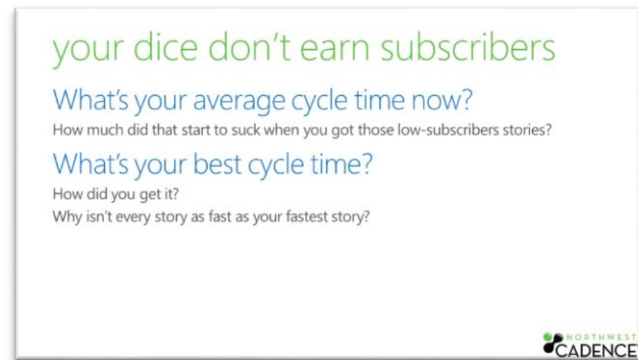 your dice don't earn subscribers
What's your average cycle time now?
How much did that start to suck when you got those low-subscribers stories?
What's your best cycle time?
How did you get it?
Why isn't every story as fast as your fastest story?
NORTHWEST
CADENCE